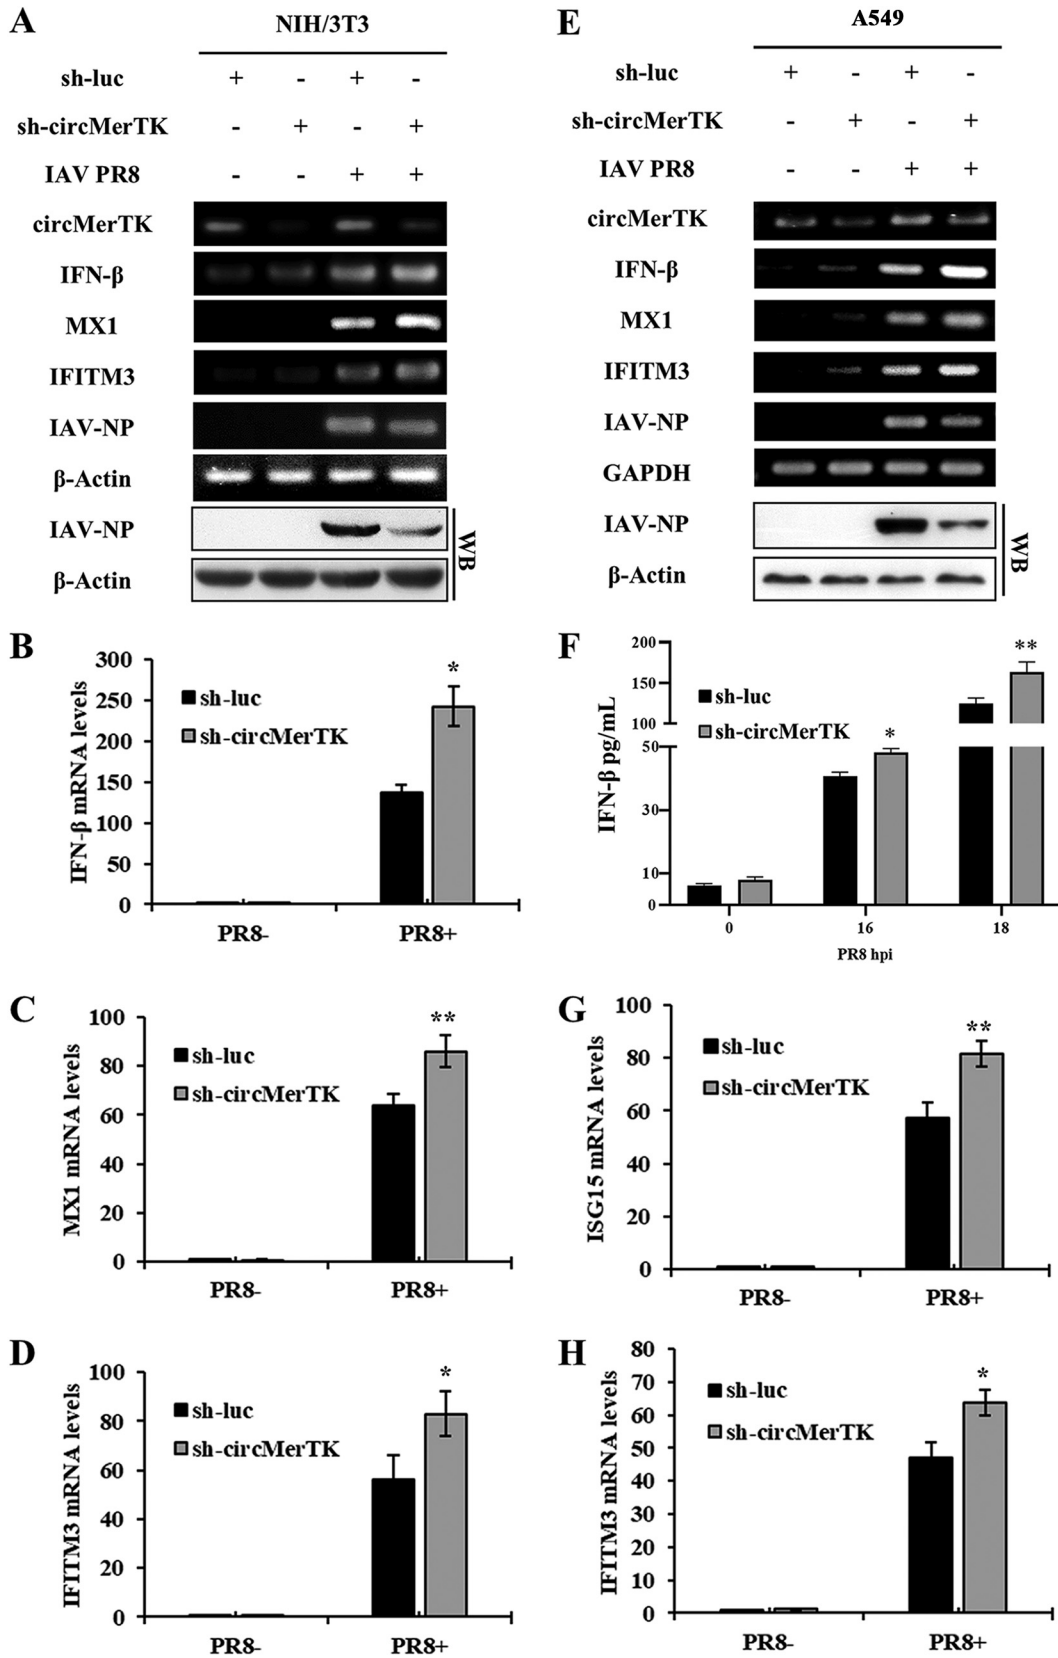 A
NIH/3T3
sh-luc + - + -
sh-circMerTK - + - +
IAV PR8 - - + +
circMerTK
IFN-β
MX1
IFITM3
IAV-NP
β-Actin
IAV-NP
β-Actin
WB
E
A549
sh-luc + - + -
sh-circMerTK - + - +
IAV PR8 - - + +
circMerTK
IFN-β
MX1
IFITM3
IAV-NP
GAPDH
IAV-NP
β-Actin
WB
B
IFN-β mRNA levels
300
250
200
150
100
50
0
sh-luc
sh-circMerTK
*
PR8- PR8+
F
IFN-β pg/mL
200
150
100
50
30
10
0
sh-luc
sh-circMerTK
*
**
0 16 18
PR8 hpi
C
MX1 mRNA levels
100
80
60
40
20
0
sh-luc
sh-circMerTK
**
PR8- PR8+
G
ISG15 mRNA levels
100
80
60
40
20
0
sh-luc
sh-circMerTK
**
PR8- PR8+
D
IFITM3 mRNA levels
100
80
60
40
20
0
sh-luc
sh-circMerTK
*
PR8- PR8+
H
IFITM3 mRNA levels
80
70
60
50
40
30
20
10
0
sh-luc
sh-circMerTK
*
PR8- PR8+